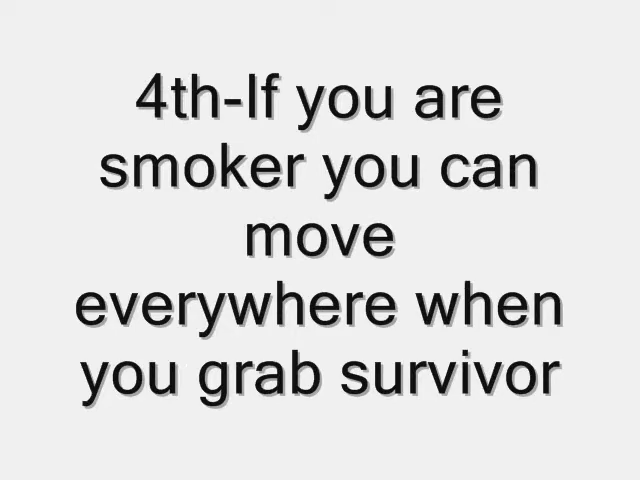 4th-If you are
smoker you can
move
everywhere when
you grab survivor